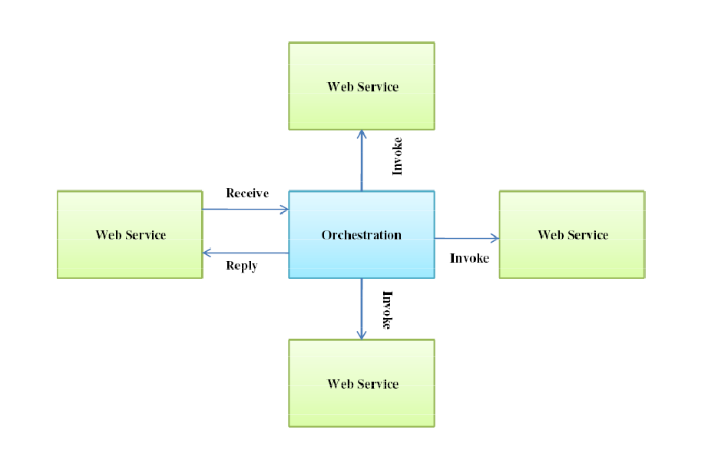 Web Service
Invoke
Receive
Web Service
Orchestration
Web Service
Invoke
Reply
Invoke
Web Service